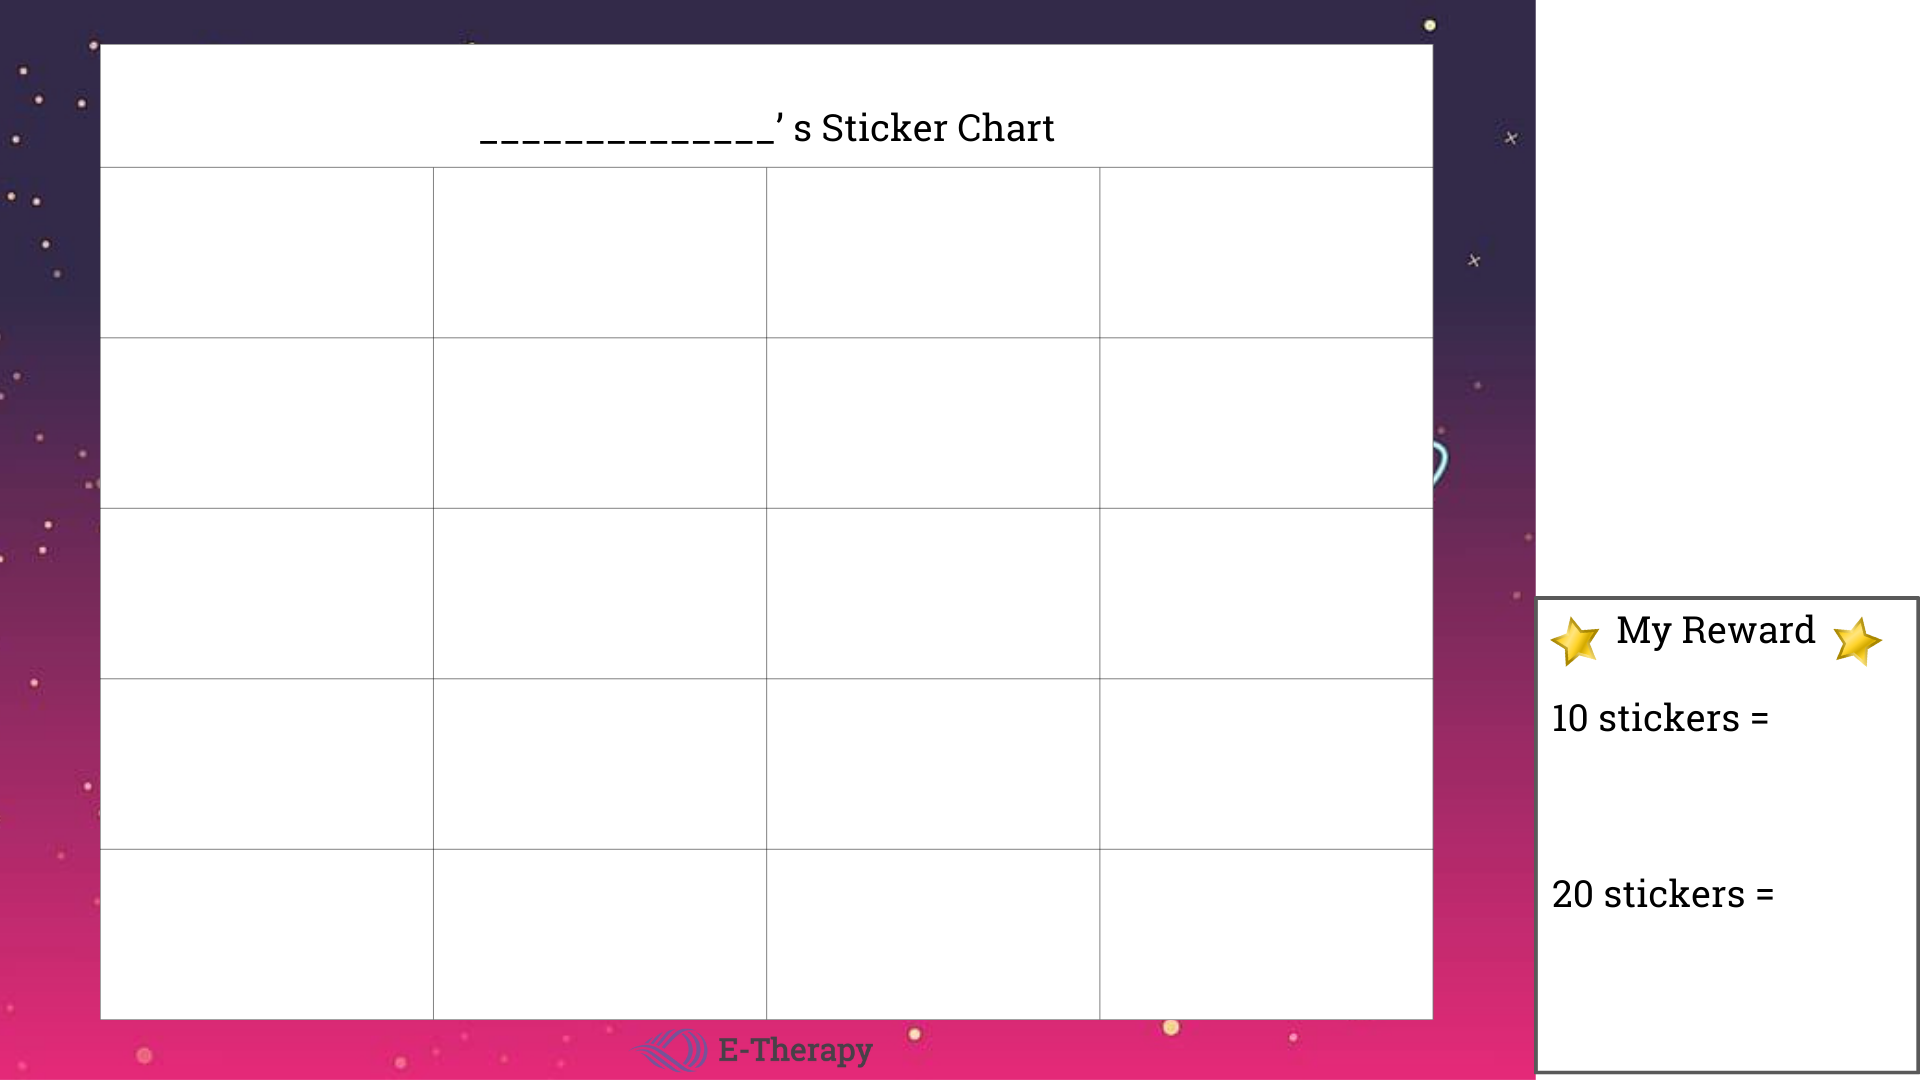 ______________’ s Sticker Chart
My Reward
10 stickers =
20 stickers =
E-Therapy